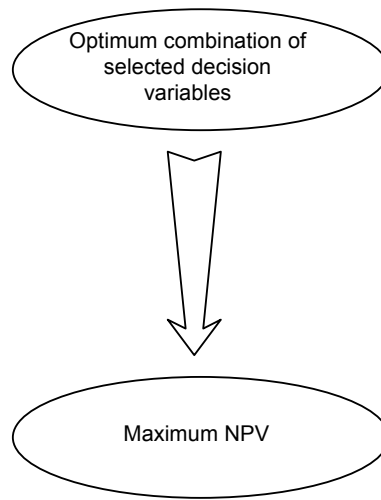 Optimum combination of
selected decision
variables
Maximum NPV